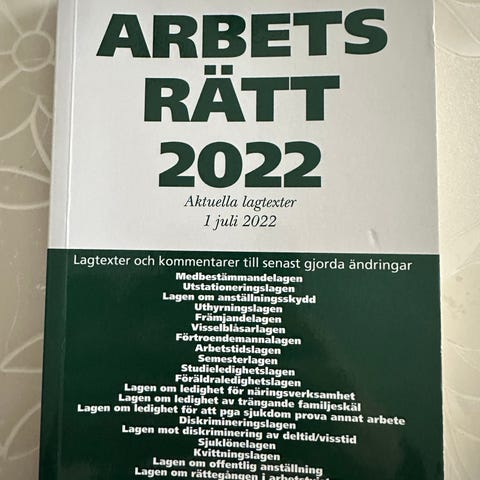 ARBETS
RÄTT
2022
Aktuella lagtexter
1 juli 2022
Lagtexter och kommentarer till senast gjorda ändringar
Medbestämmandelagen
Utstationeringslagen
Lagen om anställningsskydd
Uthyrningslagen
Främjandelagen
Visselblåsarlagen
Förtroendemannalagen
Arbetstidslagen
Semesterlagen
Studieledighetslagen
Föräldraledighetslagen
Lagen om ledighet för näringsverksamhet
Lagen om ledighet av trängande familjeskäl
Lagen om ledighet för att pga sjukdom prova annat arbete
Diskrimineringslagen
Lagen mot diskriminering av deltid/visstid
Sjuklönelagen
Kvittningslagen
Lagen om offentlig anställning
Lagen om rättegången i